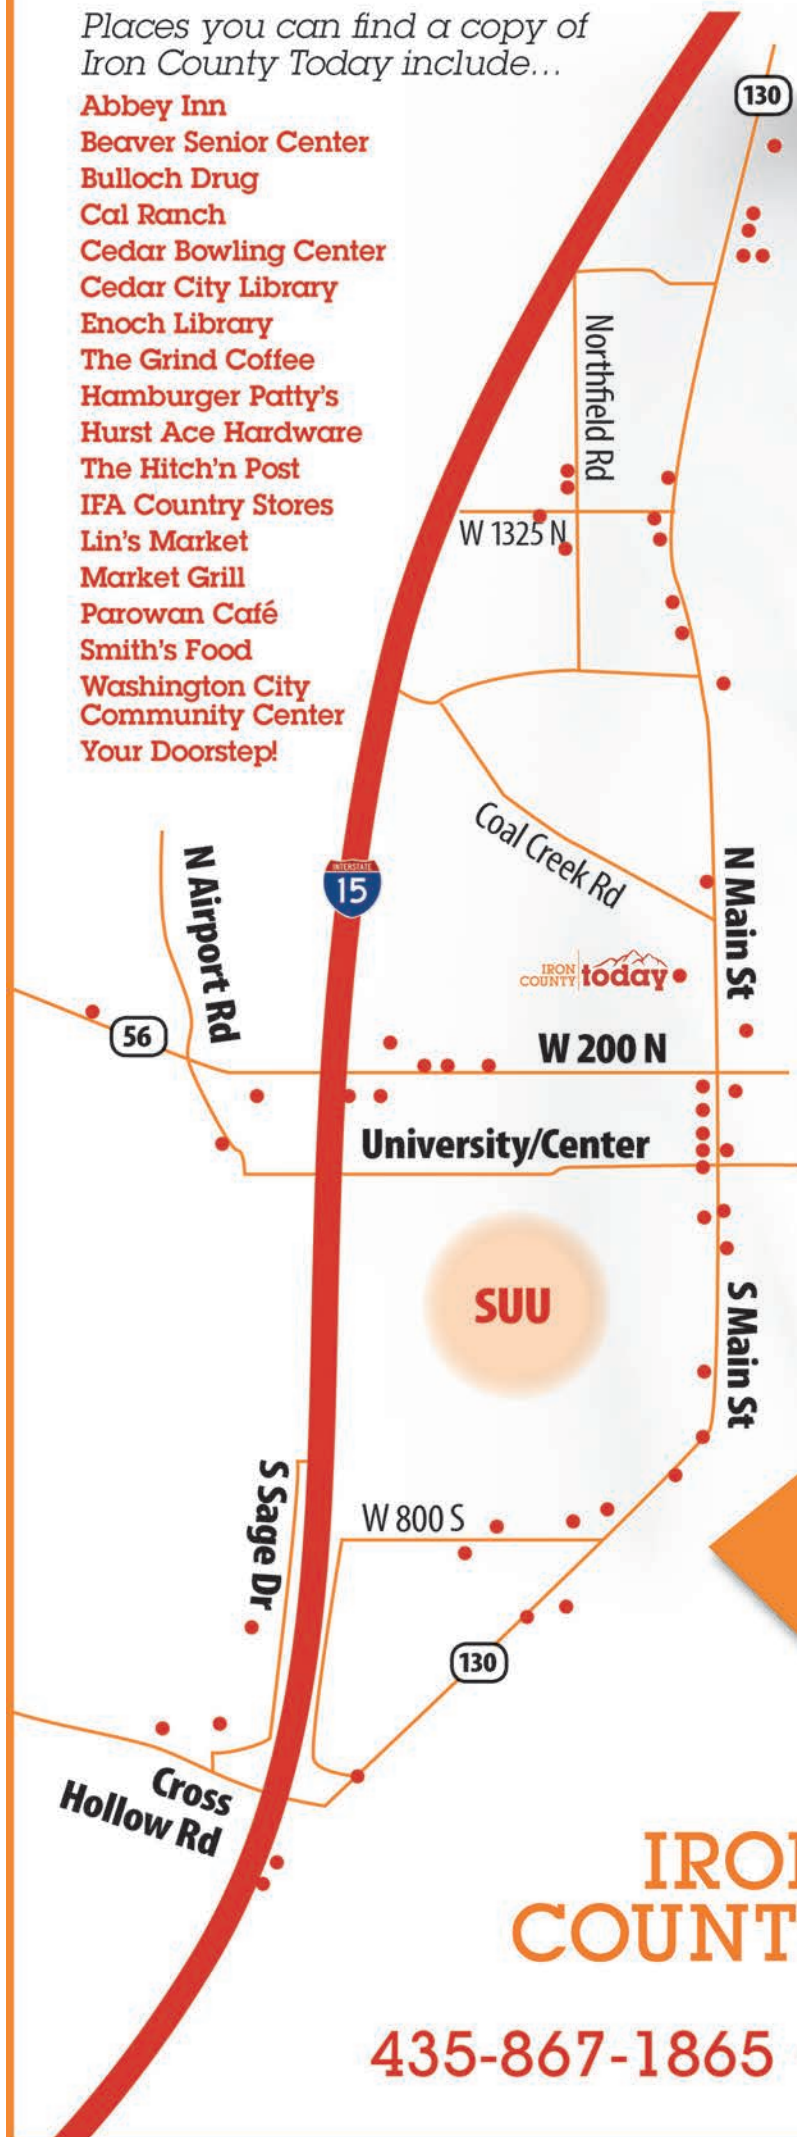 Places you can find a copy of
Iron County Today include...
Abbey Inn
Beaver Senior Center
Bulloch Drug
Cal Ranch
Cedar Bowling Center
Cedar City Library
Enoch Library
The Grind Coffee
Hamburger Patty's
Hurst Ace Hardware
The Hitch'n Post
IFA Country Stores
Lin's Market
Market Grill
Parowan Café
Smith's Food
Washington City
Community Center
Your Doorstep!
130
Northfield Rd
W 1325 N
Coal Creek Rd
N Airport Rd
INTERSTATE
15
N Main St
IRON
COUNTY
today
56
W 200 N
University/Center
SUU
S Main St
S Sage Dr
W 800 S
130
Cross
Hollow Rd
IRO
COUNT
435-867-1865